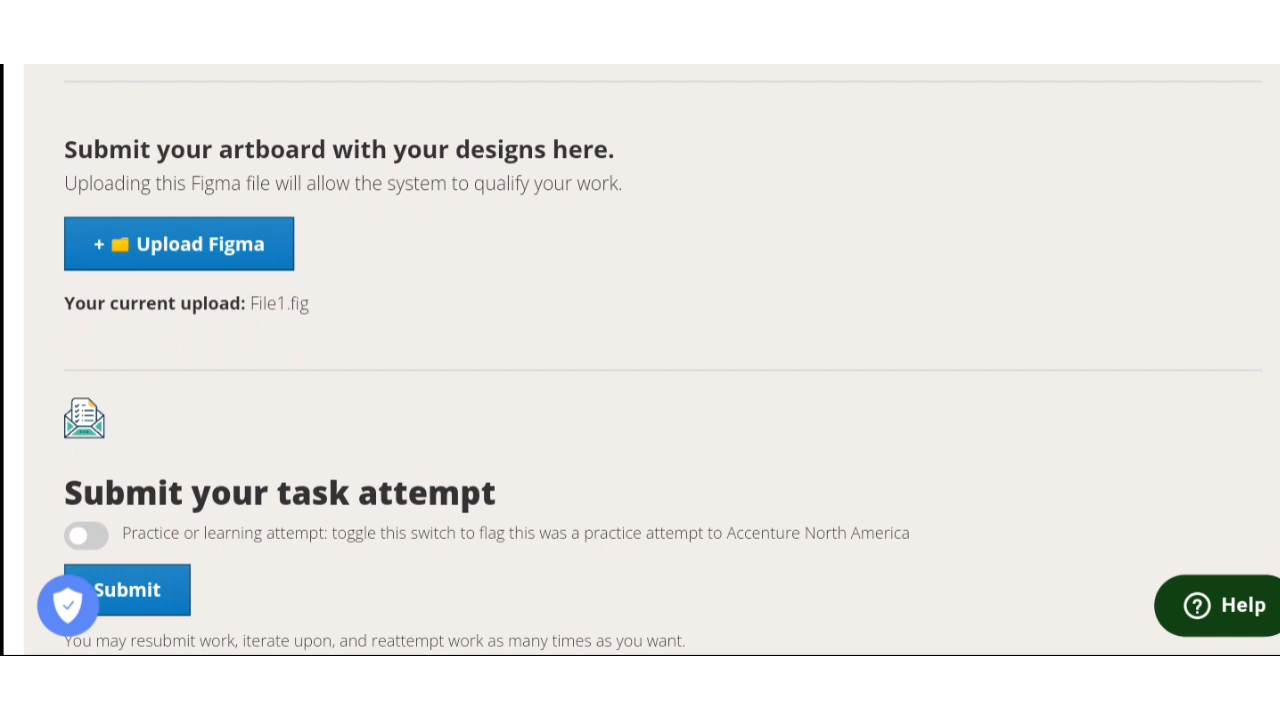 Submit your artboard with your designs here.
Uploading this Figma file will allow the system to qualify your work.
+ Upload Figma
Your current upload: File1.fig
Submit your task attempt
Practice or learning attempt: toggle this switch to flag this was a practice attempt to Accenture North America
Submit
Help
You may resubmit work, iterate upon, and reattempt work as many times as you want.